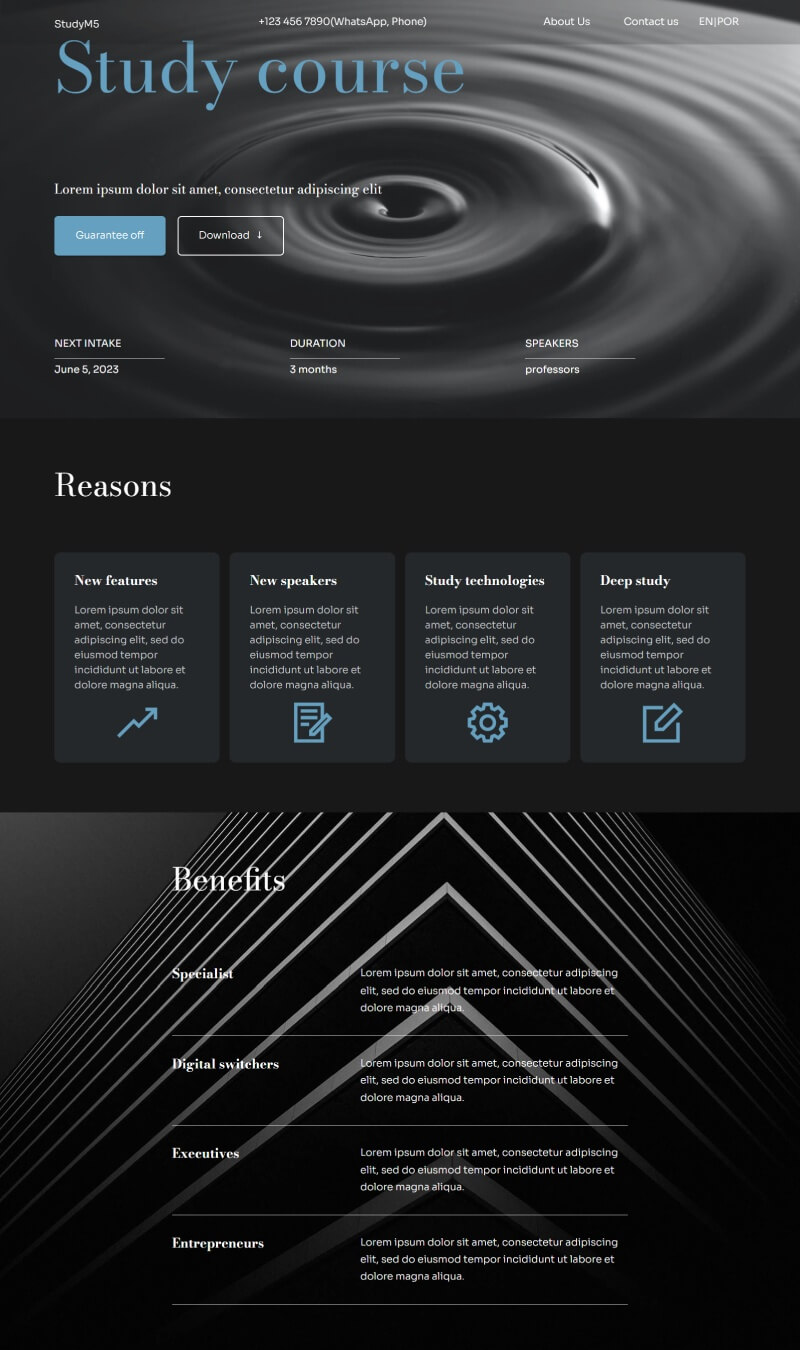 StudyM5
+123 456 7890(WhatsApp, Phone)
About Us
Contact us
EN|POR
Study course
Lorem ipsum dolor sit amet, consectetur adipiscing elit
Guarantee off
Download ↓
NEXT INTAKE
June 5, 2023
DURATION
3 months
SPEAKERS
professors
Reasons
New features
Lorem ipsum dolor sit
amet, consectetur
adipiscing elit, sed do
eiusmod tempor
incididunt ut labore et
dolore magna aliqua.
New speakers
Lorem ipsum dolor sit
amet, consectetur
adipiscing elit, sed do
eiusmod tempor
incididunt ut labore et
dolore magna aliqua.
Study technologies
Lorem ipsum dolor sit
amet, consectetur
adipiscing elit, sed do
eiusmod tempor
incididunt ut labore et
dolore magna aliqua.
Deep study
Lorem ipsum dolor sit
amet, consectetur
adipiscing elit, sed do
eiusmod tempor
incididunt ut labore et
dolore magna aliqua.
Benefits
Specialist
Lorem ipsum dolor sit amet, consectetur adipiscing
elit, sed do eiusmod tempor incididunt ut labore et
dolore magna aliqua.
Digital switchers
Lorem ipsum dolor sit amet, consectetur adipiscing
elit, sed do eiusmod tempor incididunt ut labore et
dolore magna aliqua.
Executives
Lorem ipsum dolor sit amet, consectetur adipiscing
elit, sed do eiusmod tempor incididunt ut labore et
dolore magna aliqua.
Entrepreneurs
Lorem ipsum dolor sit amet, consectetur adipiscing
elit, sed do eiusmod tempor incididunt ut labore et
dolore magna aliqua.